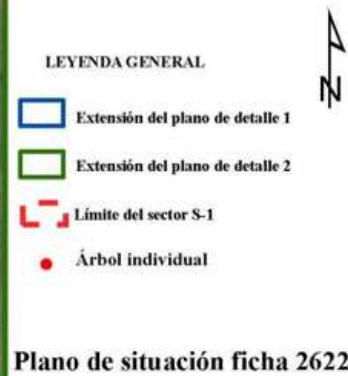 N
LEYENDA GENERAL
Extensión del plano de detalle 1
Extensión del plano de detalle 2
Límite del sector S-1
Árbol individual
Plano de situación ficha 2622